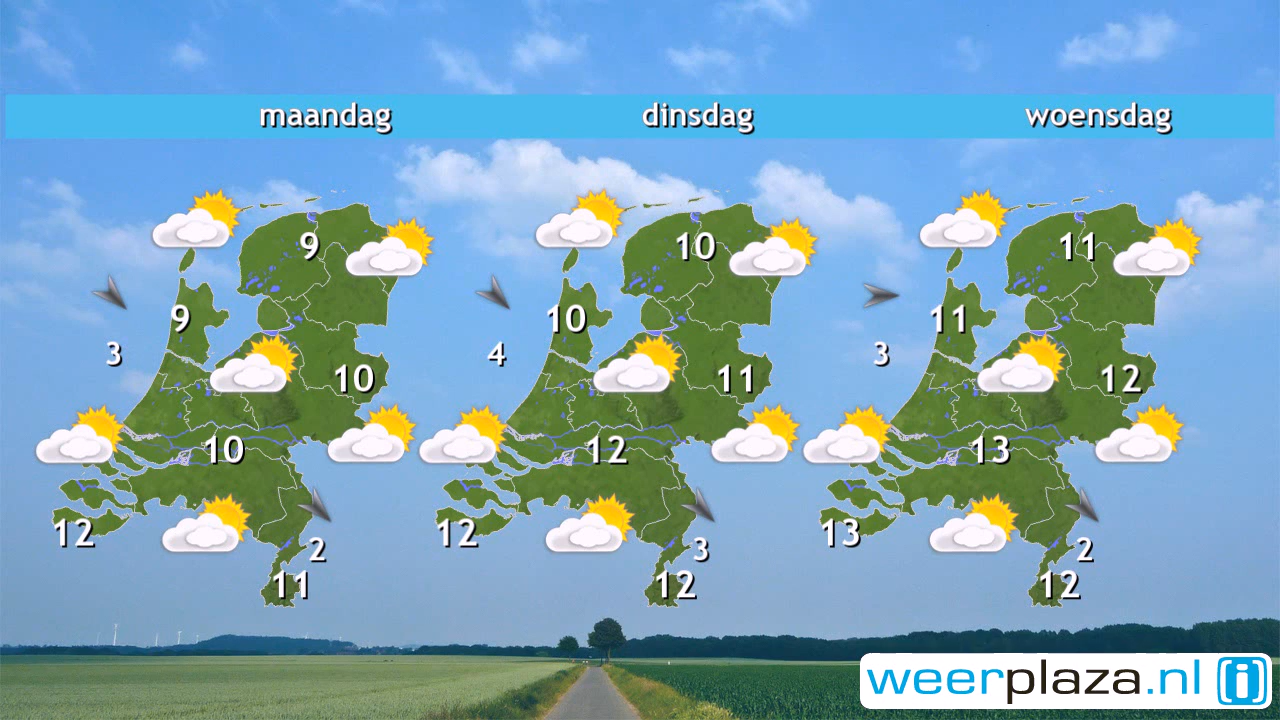 maandag dinsdag woensdag
9 10 11
9 10 11
3 4 3
10 11 12
10 12 13
12 12 13
2 3 2
11 12 12
weerplaza.nl